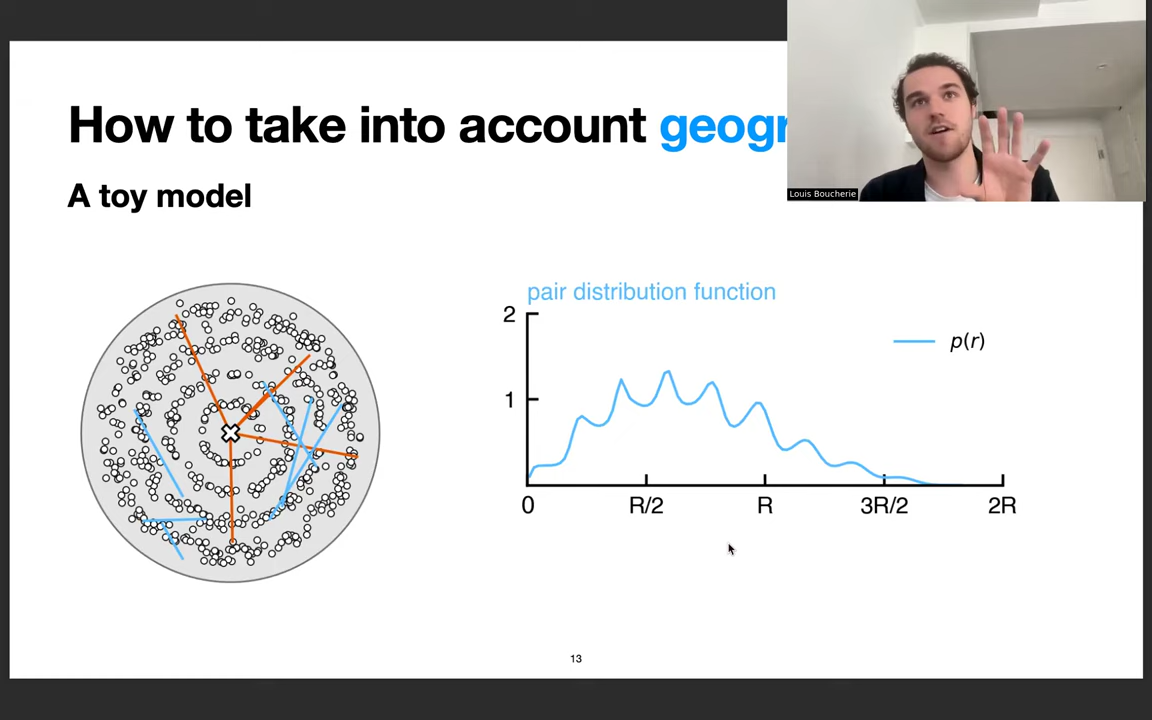 How to take into account geogr
Louis Boucherie
A toy model
pair distribution function
2
p(r)
1
0 R/2 R 3R/2 2R
13